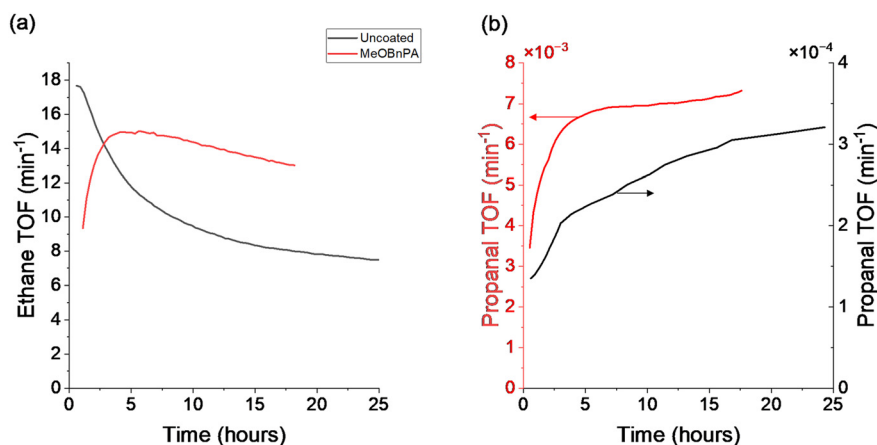 (a)
Uncoated
MeOBnPA
Ethane TOF (min⁻¹)
18
16
14
12
10
8
6
4
2
0
0 5 10 15 20 25
Time (hours)
(b)
×10⁻³
×10⁻⁴
Propanal TOF (min⁻¹)
8
7
6
5
4
3
2
1
0
4
3
2
1
0
Propanal TOF (min⁻¹)
0 5 10 15 20 25
Time (hours)